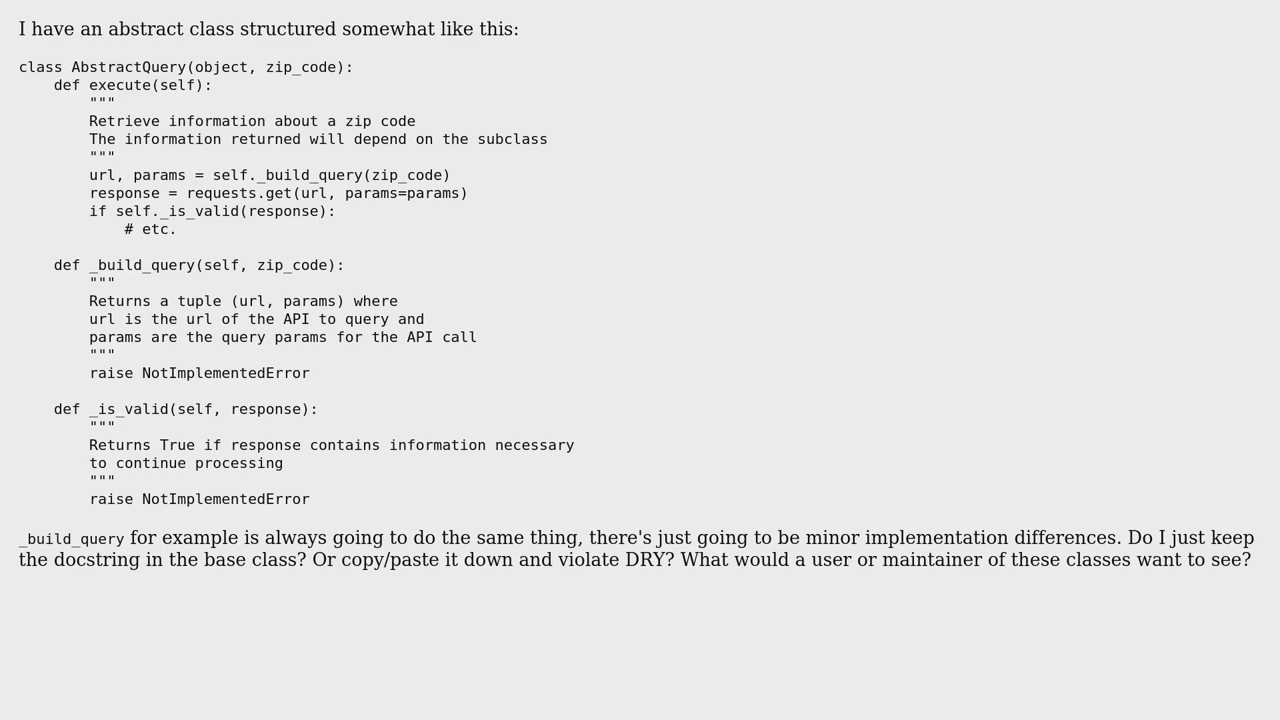 I have an abstract class structured somewhat like this:
class AbstractQuery(object, zip_code):
    def execute(self):
        """
        Retrieve information about a zip code
        The information returned will depend on the subclass
        """
        url, params = self._build_query(zip_code)
        response = requests.get(url, params=params)
        if self._is_valid(response):
            # etc.
    def _build_query(self, zip_code):
        """
        Returns a tuple (url, params) where
        url is the url of the API to query and
        params are the query params for the API call
        """
        raise NotImplementedError
    def _is_valid(self, response):
        """
        Returns True if response contains information necessary
        to continue processing
        """
        raise NotImplementedError
_build_query for example is always going to do the same thing, there's just going to be minor implementation differences. Do I just keep
the docstring in the base class? Or copy/paste it down and violate DRY? What would a user or maintainer of these classes want to see?